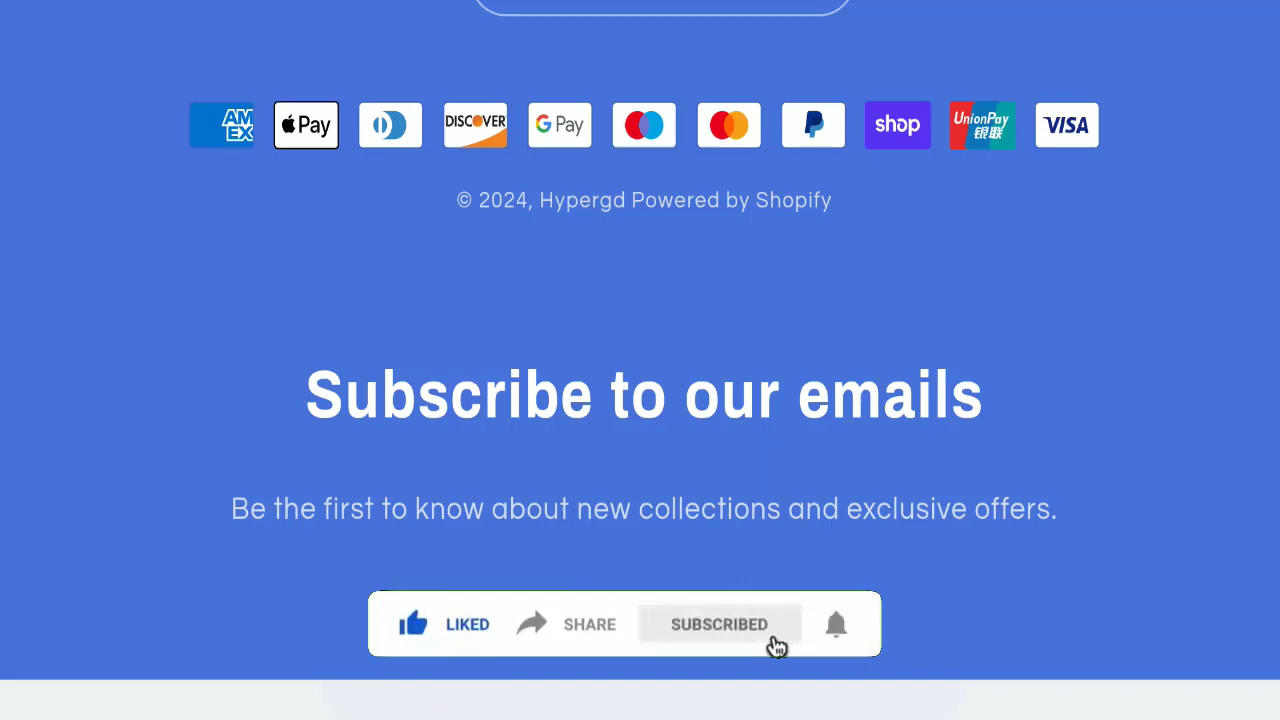 AM
EX
Pay
DISCOVER
G Pay
shop
UnionPay
银联
VISA
© 2024, Hypergd Powered by Shopify
Subscribe to our emails
Be the first to know about new collections and exclusive offers.
LIKED SHARE SUBSCRIBED